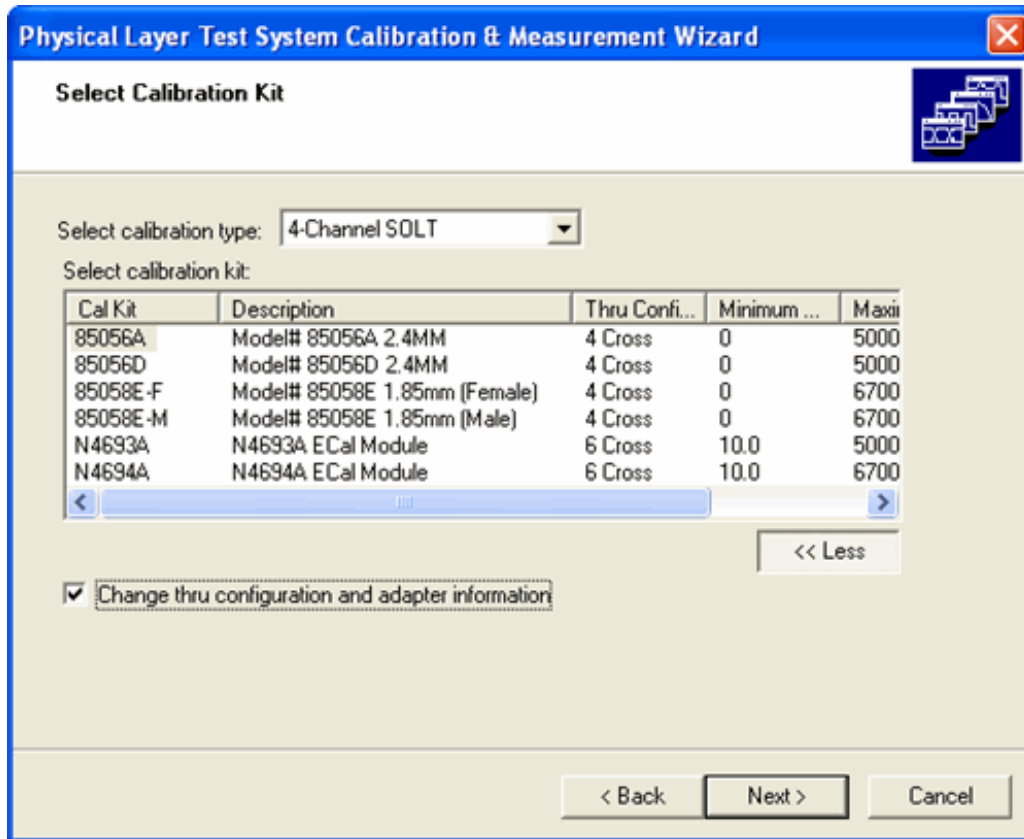 Physical Layer Test System Calibration & Measurement Wizard
Select Calibration Kit
Select calibration type: 4-Channel SOLT
Select calibration kit:
Cal Kit Description Thru Confi... Minimum ... Maxi
85056A Model# 85056A 2.4MM 4 Cross 0 5000
85056D Model# 85056D 2.4MM 4 Cross 0 5000
85058E-F Model# 85058E 1.85mm (Female) 4 Cross 0 6700
85058E-M Model# 85058E 1.85mm (Male) 4 Cross 0 6700
N4693A N4693A ECal Module 6 Cross 10.0 5000
N4694A N4694A ECal Module 6 Cross 10.0 6700
<< Less
Change thru configuration and adapter information
< Back Next > Cancel